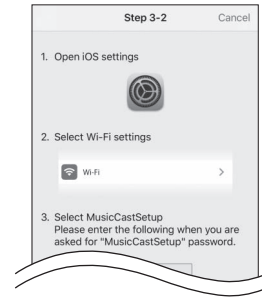 Step 3-2 Cancel
1. Open iOS settings
2. Select Wi-Fi settings
Wi-Fi
3. Select MusicCastSetup
Please enter the following when you are
asked for "MusicCastSetup" password.